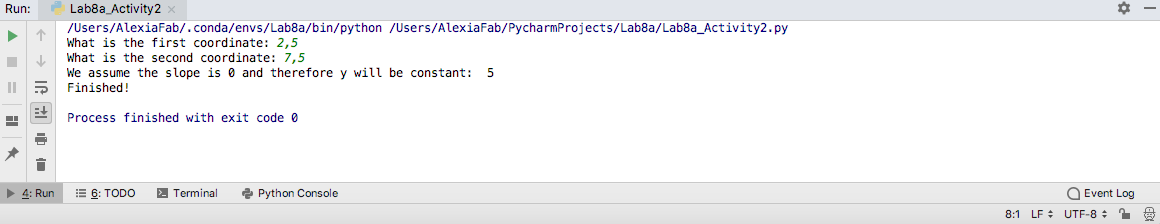 Run: Lab8a_Activity2 ×
/Users/AlexiaFab/.conda/envs/Lab8a/bin/python /Users/AlexiaFab/PycharmProjects/Lab8a/Lab8a_Activity2.py
What is the first coordinate: 2,5
What is the second coordinate: 7,5
We assume the slope is 0 and therefore y will be constant:  5
Finished!
Process finished with exit code 0
4: Run 6: TODO Terminal Python Console Event Log
8:1 LF UTF-8